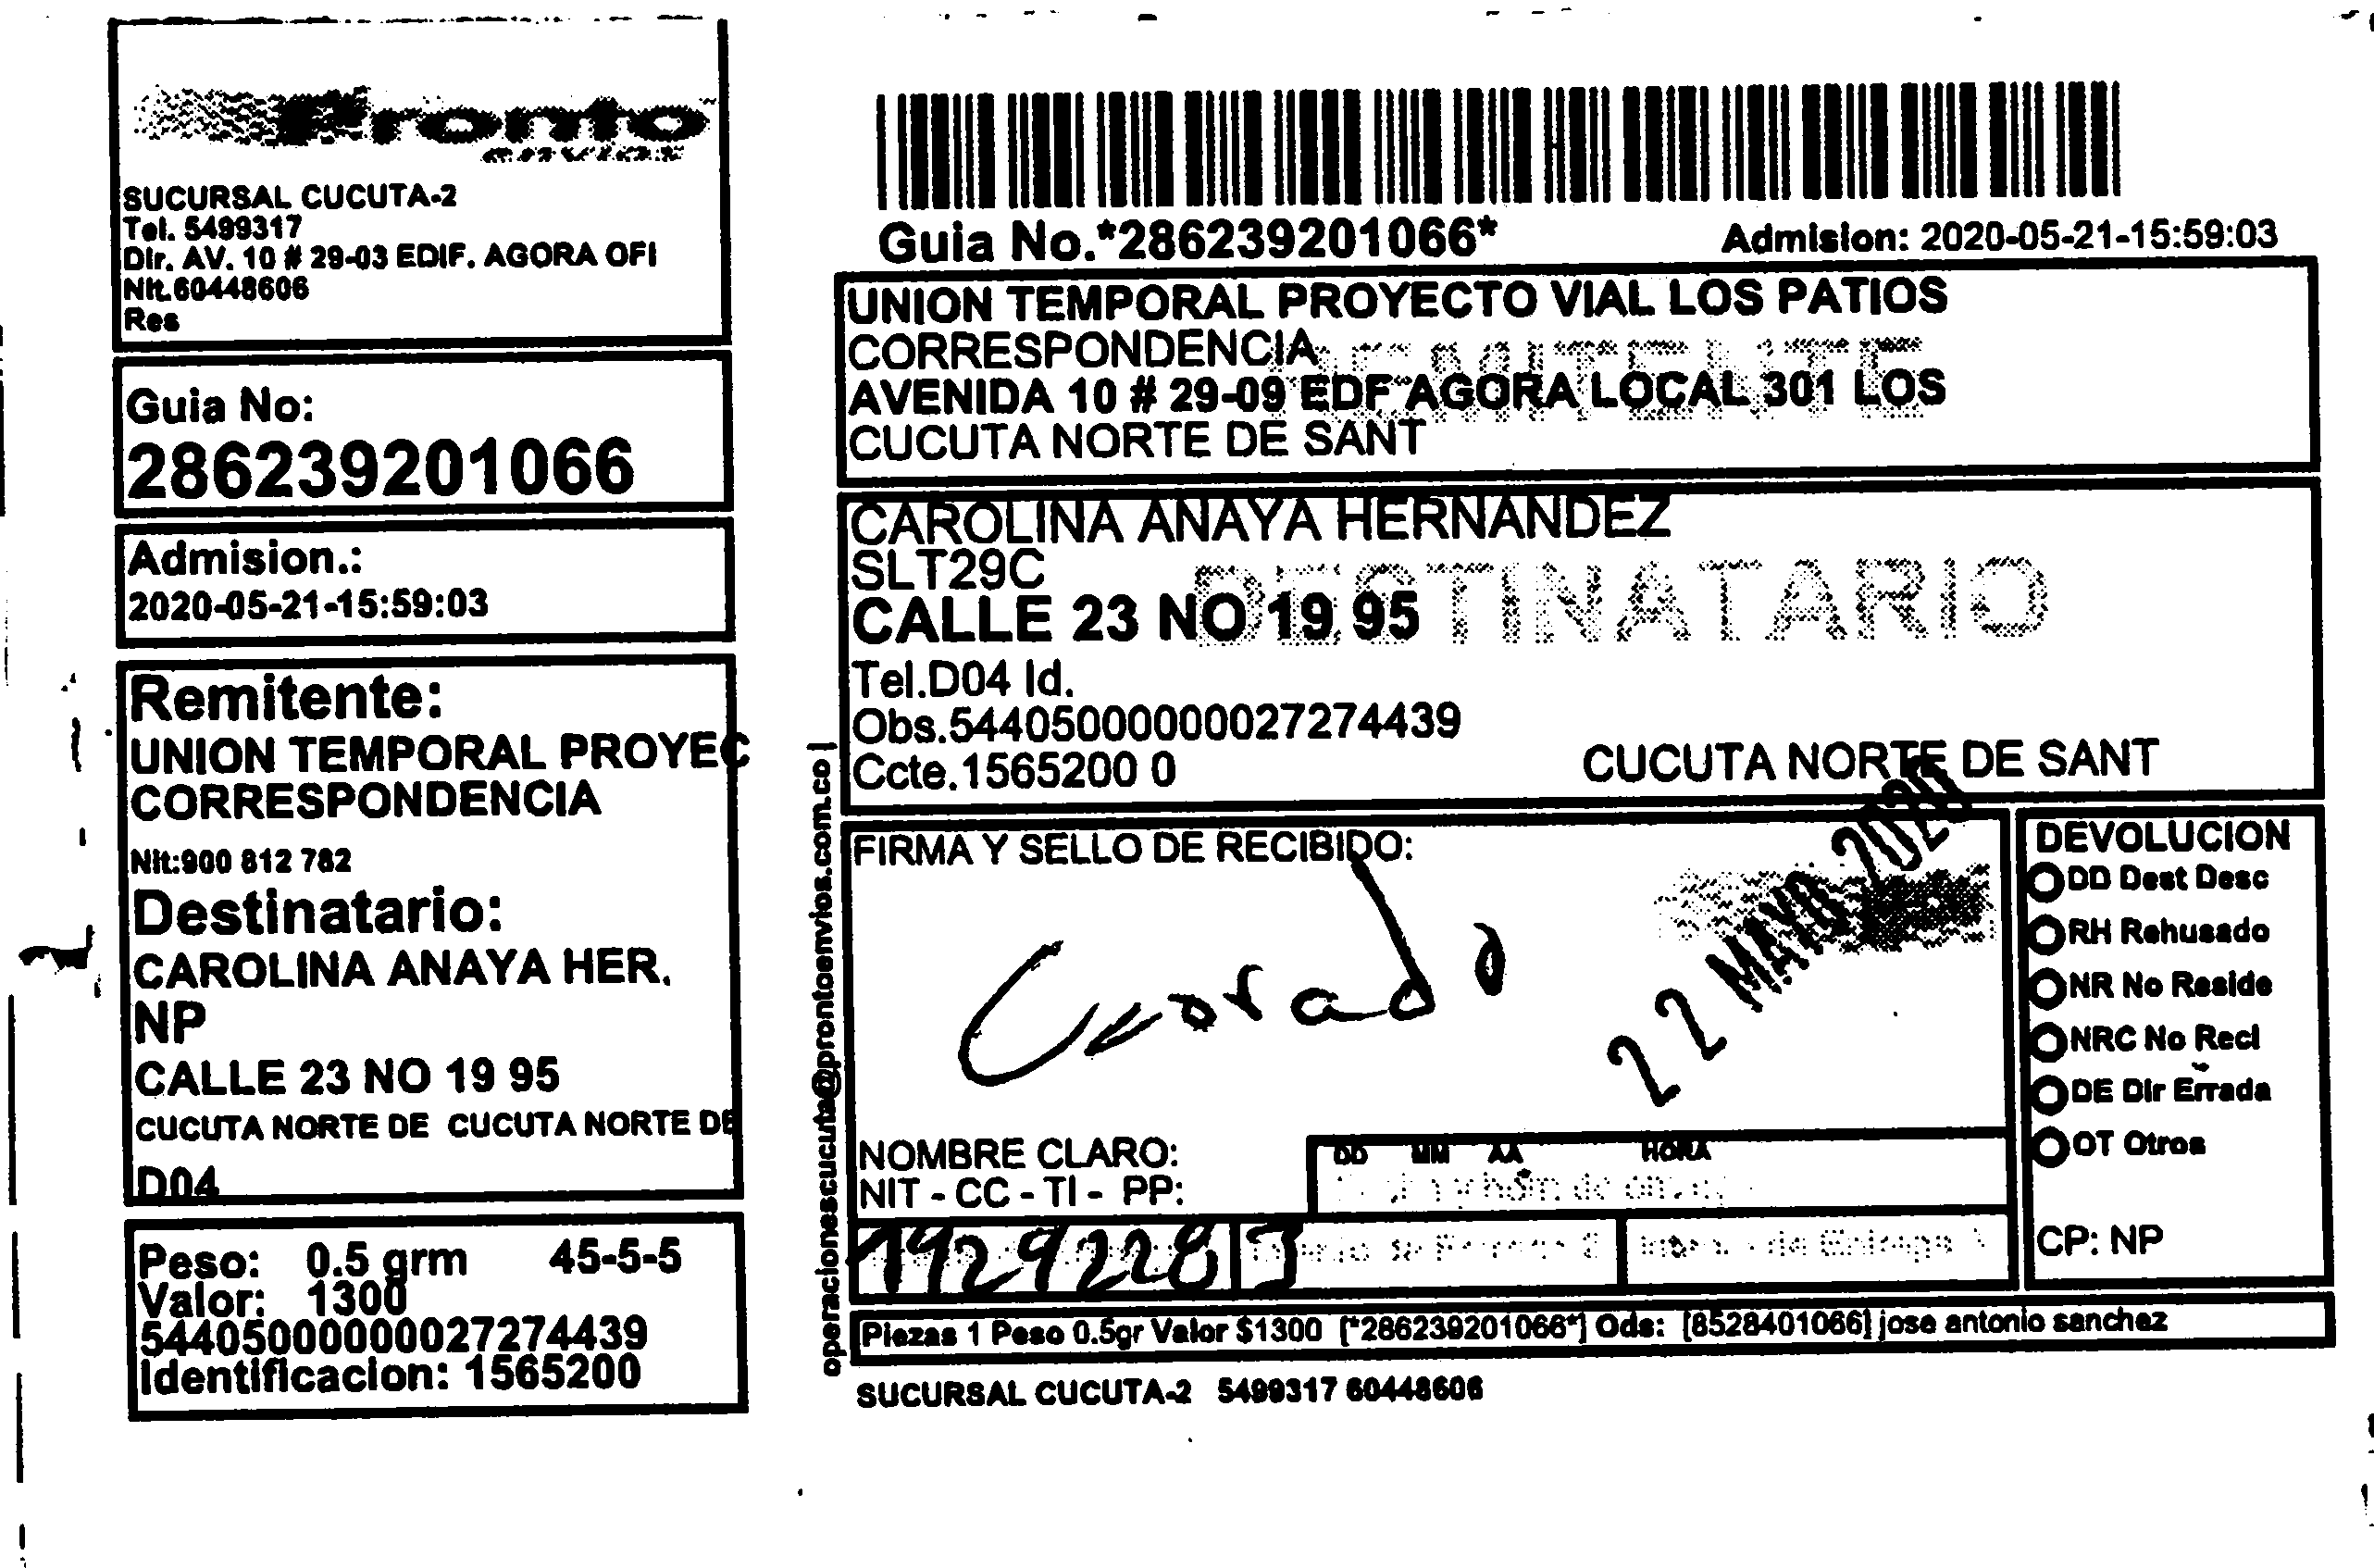 Pronto
envios
SUCURSAL CUCUTA-2
Tel. 5499317
Dir. AV. 10 # 29-03 EDIF. AGORA OFI
Nit.60448606
Res
Guia No:
286239201066
Admision.:
2020-05-21-15:59:03
Remitente:
UNION TEMPORAL PROYEC
CORRESPONDENCIA
Nit:900 812 782
Destinatario:
CAROLINA ANAYA HER.
NP
CALLE 23 NO 19 95
CUCUTA NORTE DE CUCUTA NORTE DE
D04
Peso: 0.5 grm 45-5-5
Valor: 1300
544050000000027274439
Identificacion: 1565200
Guia No.*286239201066*
Admision: 2020-05-21-15:59:03
UNION TEMPORAL PROYECTO VIAL LOS PATIOS
CORRESPONDENCIA
REMITENTE
AVENIDA 10 # 29-09 EDF AGORA LOCAL 301 LOS
CUCUTA NORTE DE SANT
CAROLINA ANAYA HERNANDEZ
SLT29C
DESTINATARIO
CALLE 23 NO 19 95
Tel.D04 Id.
Obs.544050000000027274439
Ccte.1565200 0
CUCUTA NORTE DE SANT
operacionescucuta@prontoenvios.com.co |
FIRMA Y SELLO DE RECIBIDO:
22 MAYO 2020
NOMBRE CLARO:
NIT - CC - TI - PP:
DD MM AA HORA
DEVOLUCION
DD Dest Desc
RH Rehusado
NR No Reside
NRC No Recl
DE Dir Errada
OT Otros
CP: NP
Piezas 1 Peso 0.5gr Valor $1300 [*286239201066*] Ods: [8528401066] jose antonio sanchez
SUCURSAL CUCUTA-2 5499317 60448606